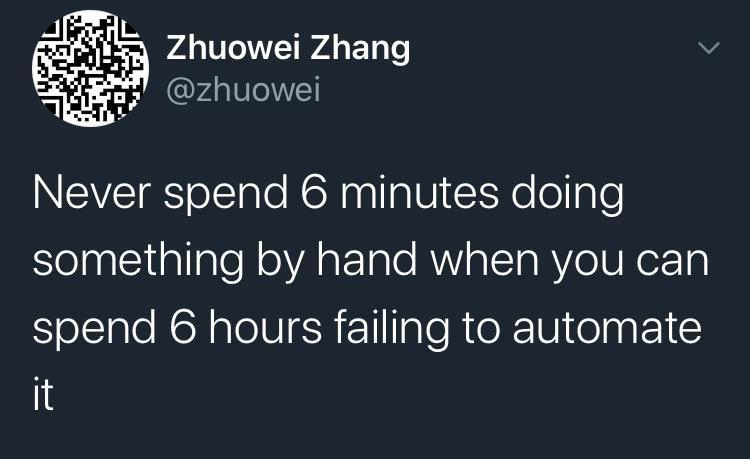 Zhuowei Zhang
@zhuowei
Never spend 6 minutes doing
something by hand when you can
spend 6 hours failing to automate
it